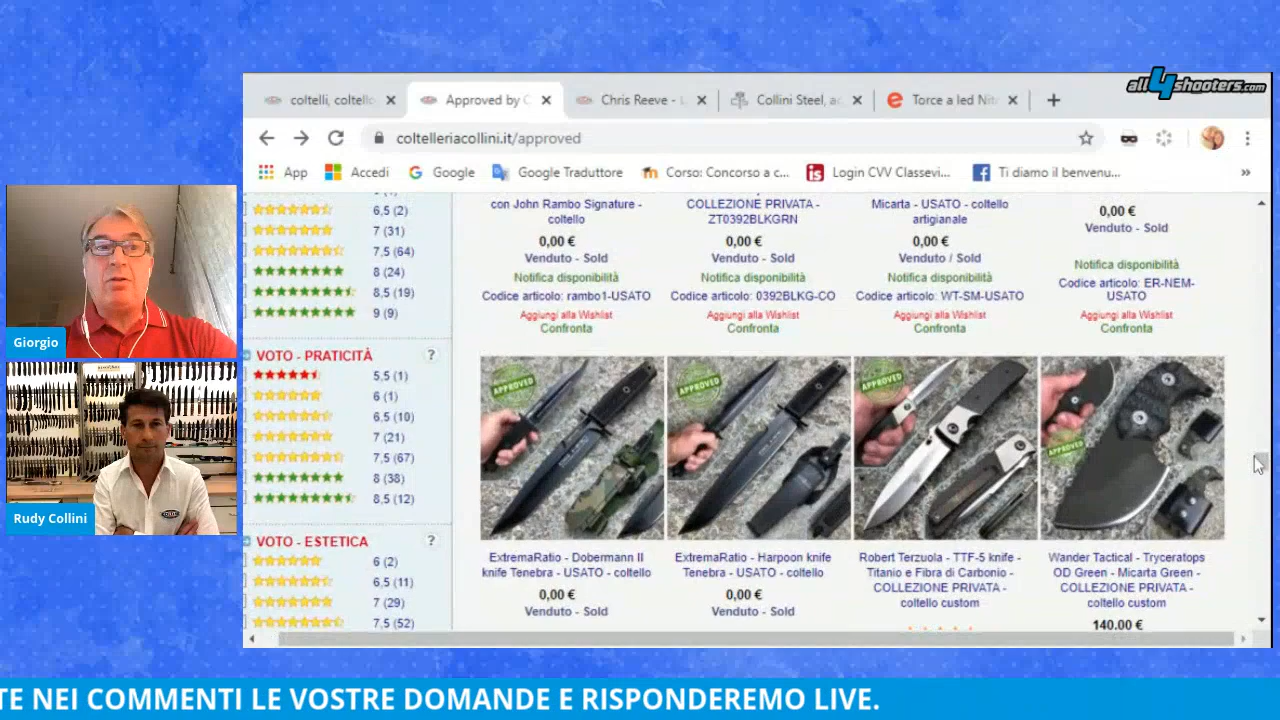 all4shooters.com
coltelli, coltello
Approved by C
Chris Reeve - L
Collini Steel, ac
Torce a led Nite
coltelleriacollini.it/approved
App
Accedi
Google
Google Traduttore
Corso: Concorso a c...
Login CVV Classevi...
Ti diamo il benvenu...
»
6,5 (2)
7 (31)
7,5 (64)
8 (24)
8,5 (19)
9 (9)
VOTO - PRATICITÀ ?
5,5 (1)
6 (1)
6,5 (10)
7 (21)
7,5 (67)
8 (38)
8,5 (12)
VOTO - ESTETICA ?
6 (2)
6,5 (11)
7 (29)
7,5 (52)
con John Rambo Signature -
coltello
0,00 €
Venduto - Sold
Notifica disponibilità
Codice articolo: rambo1-USATO
Aggiungi alla Wishlist
Confronta
COLLEZIONE PRIVATA -
ZT0392BLKGRN
0,00 €
Venduto - Sold
Notifica disponibilità
Codice articolo: 0392BLKG-CO
Aggiungi alla Wishlist
Confronta
Micarta - USATO - coltello
artigianale
0,00 €
Venduto / Sold
Notifica disponibilità
Codice articolo: WT-SM-USATO
Aggiungi alla Wishlist
Confronta
0,00 €
Venduto - Sold
Notifica disponibilità
Codice articolo: ER-NEM-
USATO
Aggiungi alla Wishlist
Confronta
APPROVED
APPROVED
APPROVED
APPROVED
ExtremaRatio - Dobermann II
knife Tenebra - USATO - coltello
0,00 €
Venduto - Sold
ExtremaRatio - Harpoon knife
Tenebra - USATO - coltello
0,00 €
Venduto - Sold
Robert Terzuola - TTF-5 knife -
Titanio e Fibra di Carbonio -
COLLEZIONE PRIVATA -
coltello custom
Wander Tactical - Tryceratops
OD Green - Micarta Green -
COLLEZIONE PRIVATA -
coltello custom
140.00 €
Giorgio
Rudy Collini
TE NEI COMMENTI LE VOSTRE DOMANDE E RISPONDEREMO LIVE.